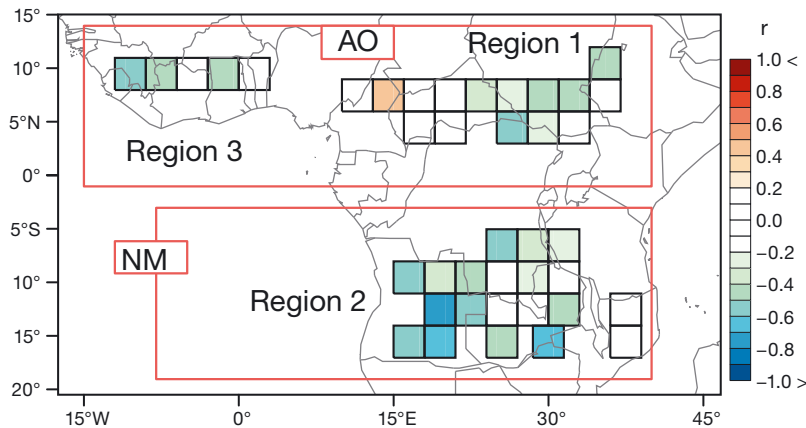 15°
10°
5°N
0°
5°S
10°
15°
20°
15°W
0°
15°E
30°
45°
AO
Region 1
Region 3
NM
Region 2
r
1.0 <
0.8
0.6
0.4
0.2
0.0
−0.2
−0.4
−0.6
−0.8
−1.0 >